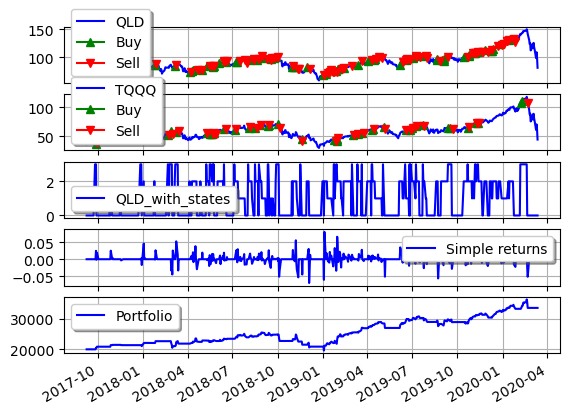 150
100
QLD
Buy
Sell
100
50
TQQQ
Buy
Sell
2
0
QLD_with_states
0.05
0.00
−0.05
Simple returns
30000
20000
Portfolio
2017-10 2018-01 2018-04 2018-07 2018-10 2019-01 2019-04 2019-07 2019-10 2020-01 2020-04